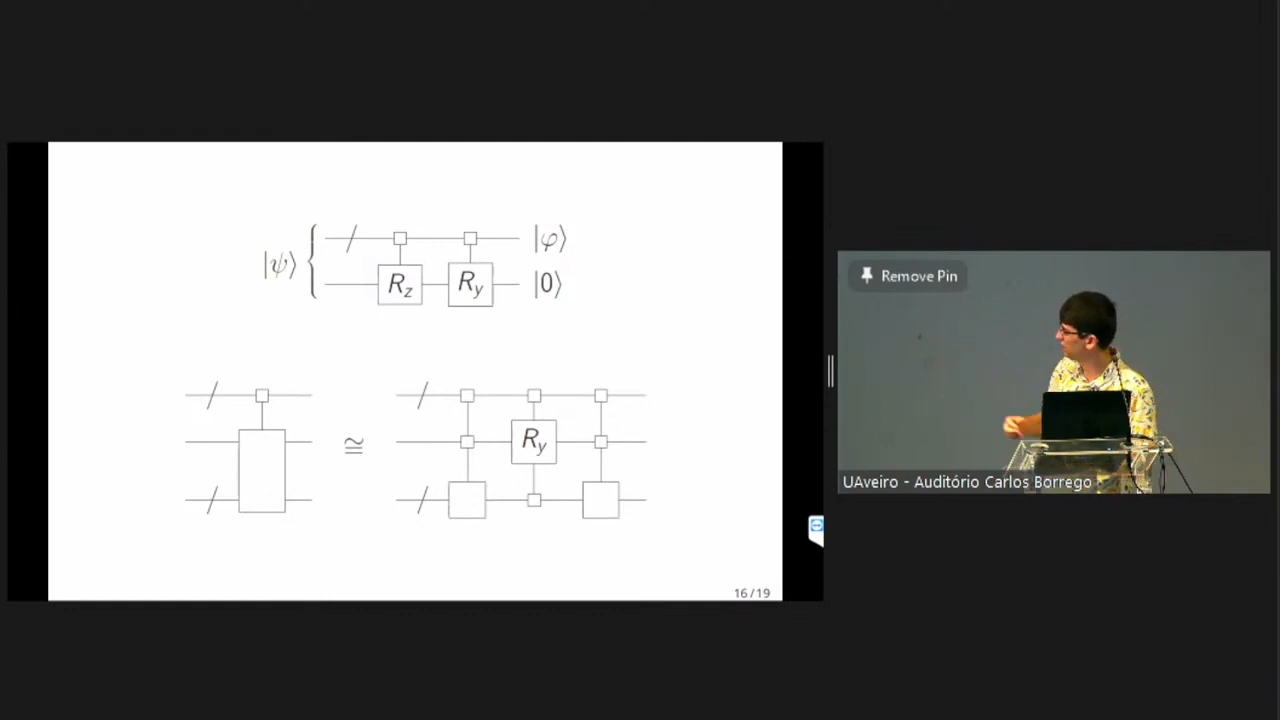 |ψ⟩
|φ⟩
R_z
R_y
|0⟩
≅
R_y
16/19
Remove Pin
UAveiro - Auditório Carlos Borrego